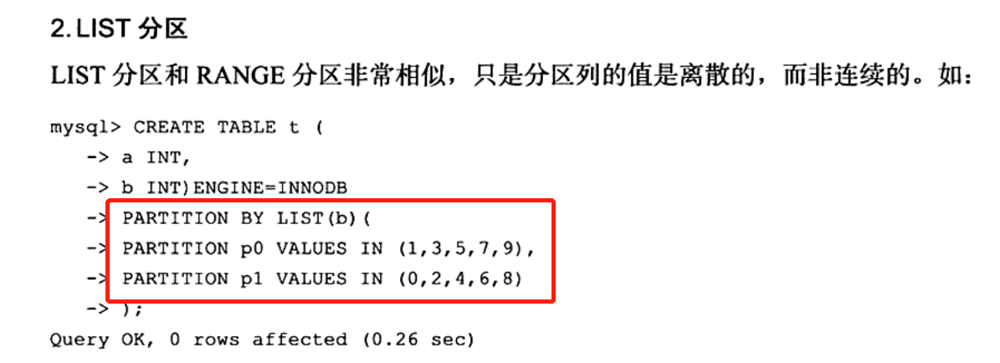 2.LIST 分区
LIST 分区和 RANGE 分区非常相似，只是分区列的值是离散的，而非连续的。如：
mysql> CREATE TABLE t (
-> a INT,
-> b INT)ENGINE=INNODB
-> PARTITION BY LIST(b)(
-> PARTITION p0 VALUES IN (1,3,5,7,9),
-> PARTITION p1 VALUES IN (0,2,4,6,8)
-> );
Query OK, 0 rows affected (0.26 sec)